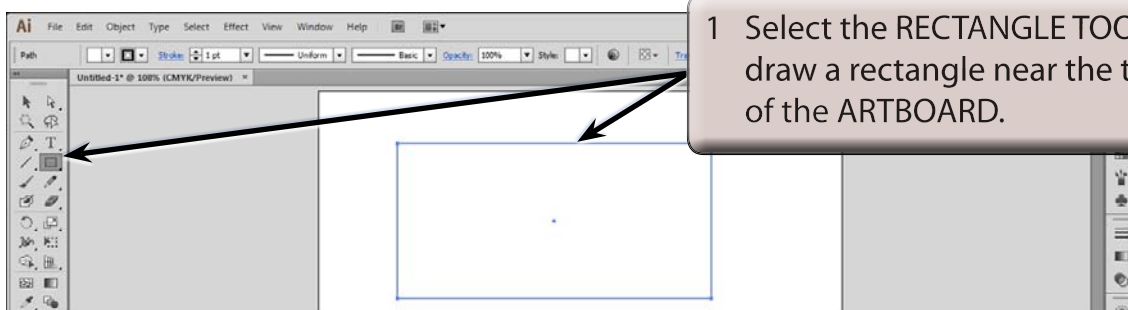 Ai File Edit Object Type Select Effect View Window Help Br
Path Stroke: 1 pt Uniform Basic Opacity: 100% Style:
Untitled-1* @ 108% (CMYK/Preview) ×
1 Select the RECTANGLE TOO
draw a rectangle near the t
of the ARTBOARD.